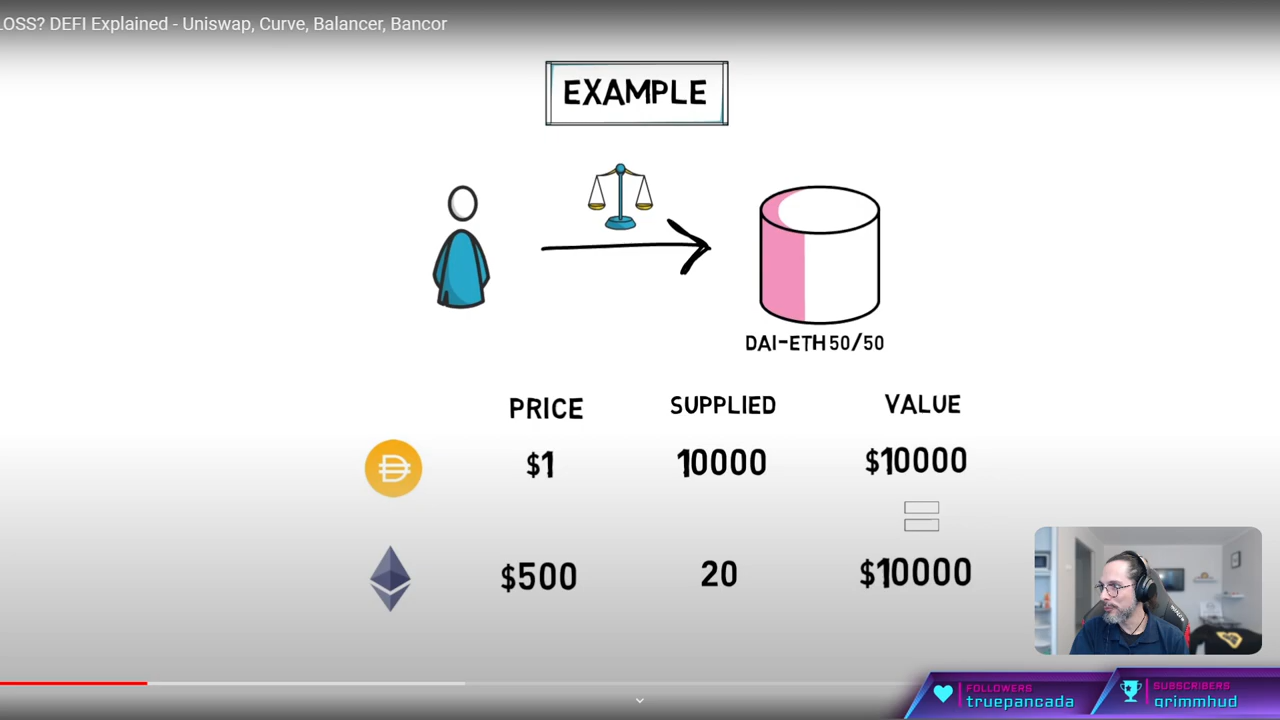 LOSS? DEFI Explained - Uniswap, Curve, Balancer, Bancor
EXAMPLE
DAI-ETH 50/50
PRICE SUPPLIED VALUE
$1 10000 $10000
$500 20 $10000
FOLLOWERS
truepancada
SUBSCRIBERS
grimmhud